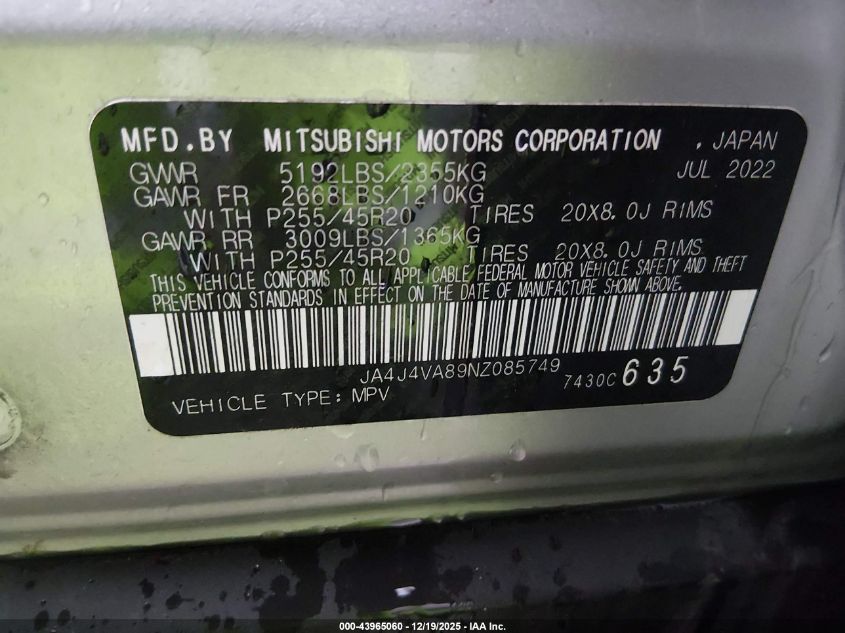 MFD.BY MITSUBISHI MOTORS CORPORATION , JAPAN
GVWR 5192LBS/2355KG JUL 2022
GAWR FR 2668LBS/1210KG
WITH P255/45R20 TIRES 20X8.0J RIMS
GAWR RR 3009LBS/1365KG
WITH P255/45R20 TIRES 20X8.0J RIMS
THIS VEHICLE CONFORMS TO ALL APPLICABLE FEDERAL MOTOR VEHICLE SAFETY AND THEFT
PREVENTION STANDARDS IN EFFECT ON THE DATE OF MANUFACTURE SHOWN ABOVE.
JA4J4VA89NZ085749
7430C 635
VEHICLE TYPE: MPV
000-43965060 - 12/19/2025 - IAA Inc.